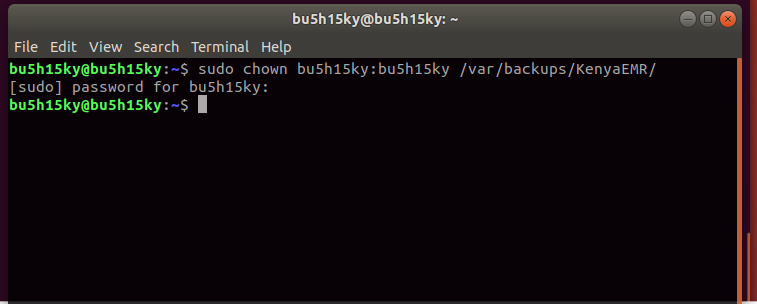 bu5h15ky@bu5h15ky: ~
File Edit View Search Terminal Help
bu5h15ky@bu5h15ky:~$ sudo chown bu5h15ky:bu5h15ky /var/backups/KenyaEMR/
[sudo] password for bu5h15ky:
bu5h15ky@bu5h15ky:~$